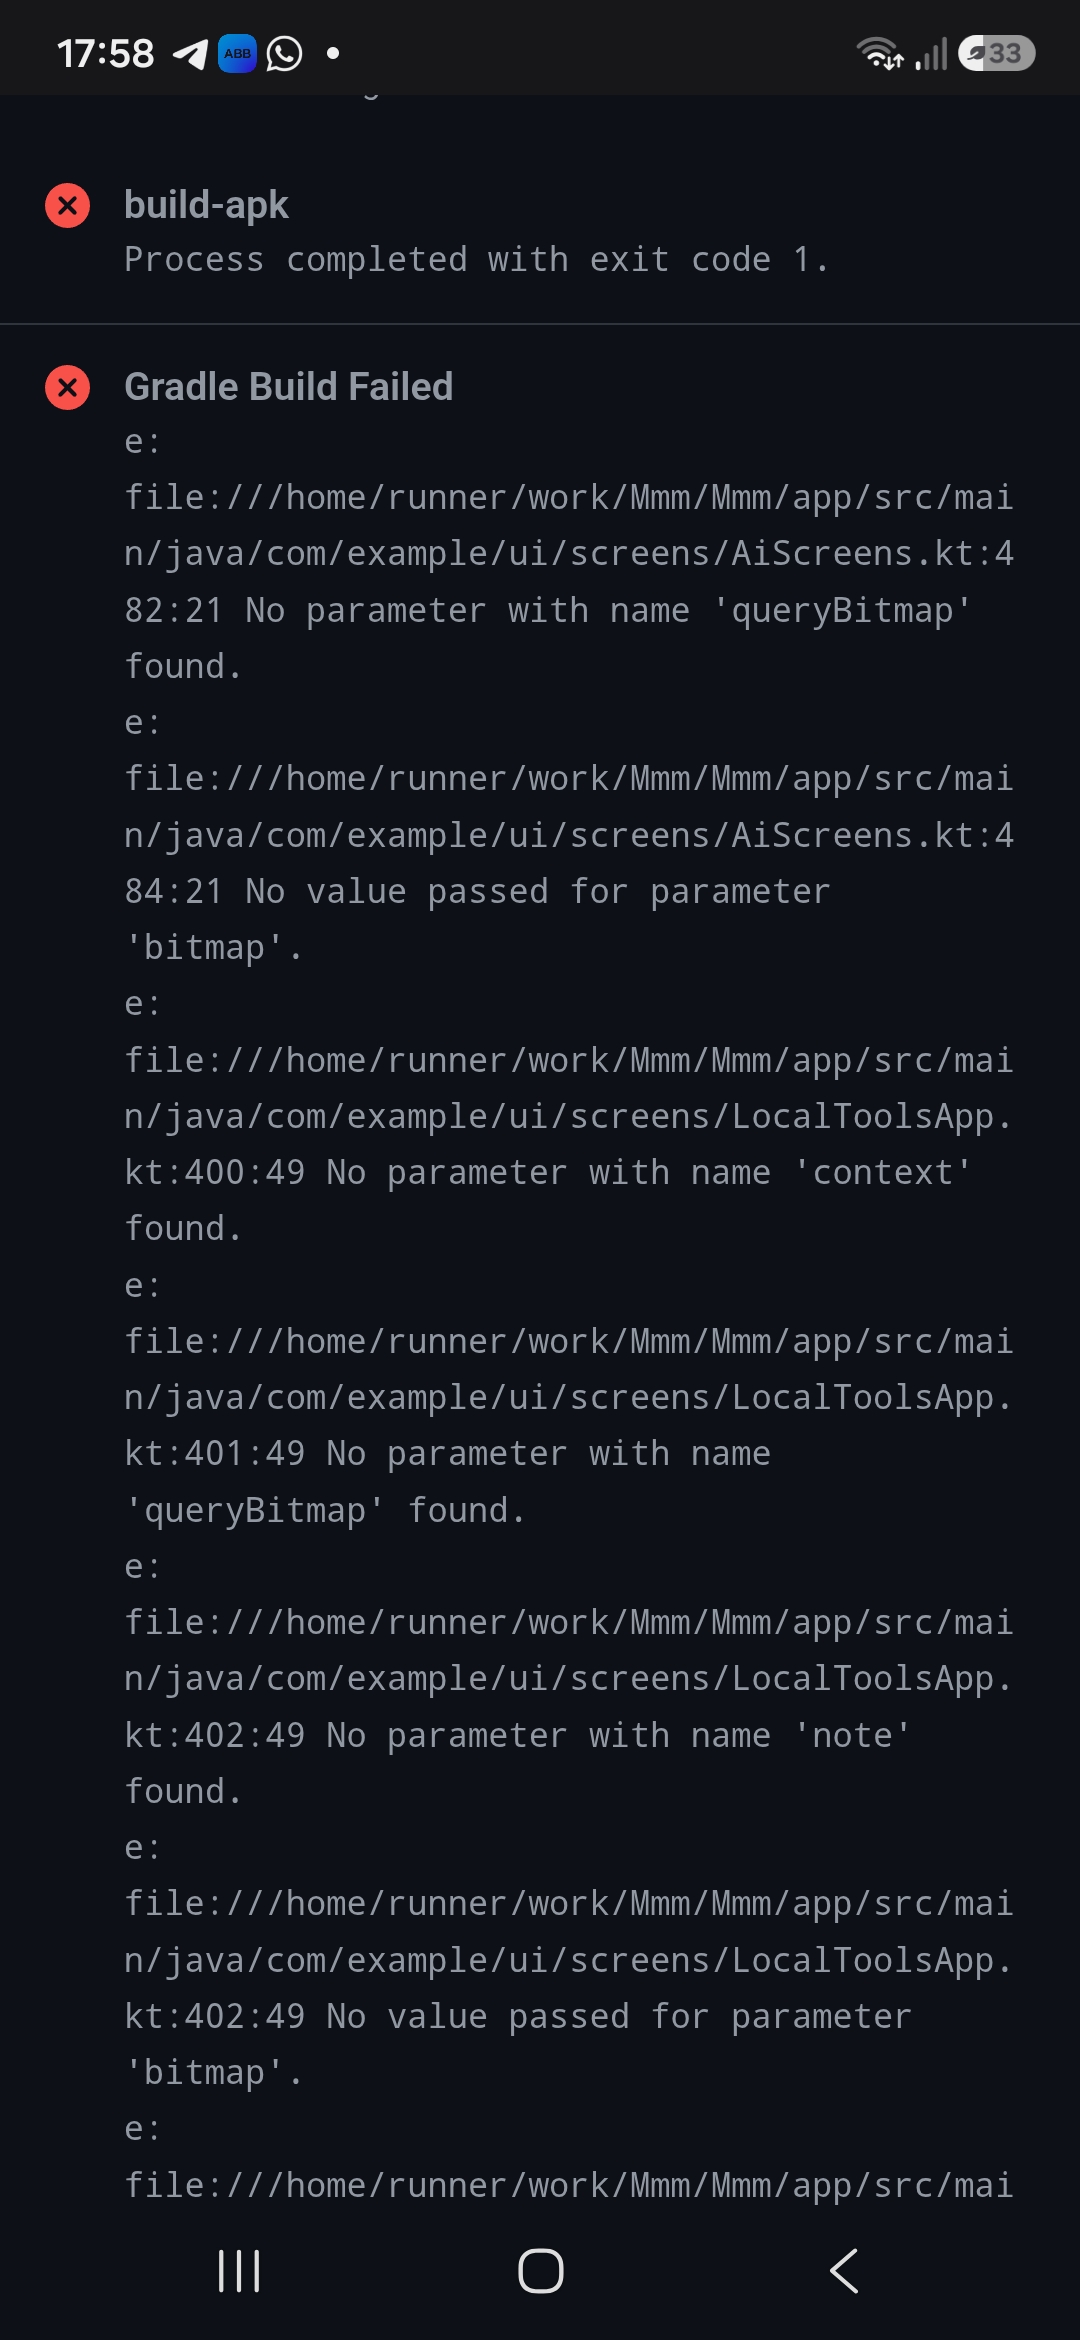 17:58
ABB
33
build-apk
Process completed with exit code 1.
Gradle Build Failed
e:
file:///home/runner/work/Mmm/Mmm/app/src/mai
n/java/com/example/ui/screens/AiScreens.kt:4
82:21 No parameter with name 'queryBitmap'
found.
e:
file:///home/runner/work/Mmm/Mmm/app/src/mai
n/java/com/example/ui/screens/AiScreens.kt:4
84:21 No value passed for parameter
'bitmap'.
e:
file:///home/runner/work/Mmm/Mmm/app/src/mai
n/java/com/example/ui/screens/LocalToolsApp.
kt:400:49 No parameter with name 'context'
found.
e:
file:///home/runner/work/Mmm/Mmm/app/src/mai
n/java/com/example/ui/screens/LocalToolsApp.
kt:401:49 No parameter with name
'queryBitmap' found.
e:
file:///home/runner/work/Mmm/Mmm/app/src/mai
n/java/com/example/ui/screens/LocalToolsApp.
kt:402:49 No parameter with name 'note'
found.
e:
file:///home/runner/work/Mmm/Mmm/app/src/mai
n/java/com/example/ui/screens/LocalToolsApp.
kt:402:49 No value passed for parameter
'bitmap'.
e:
file:///home/runner/work/Mmm/Mmm/app/src/mai